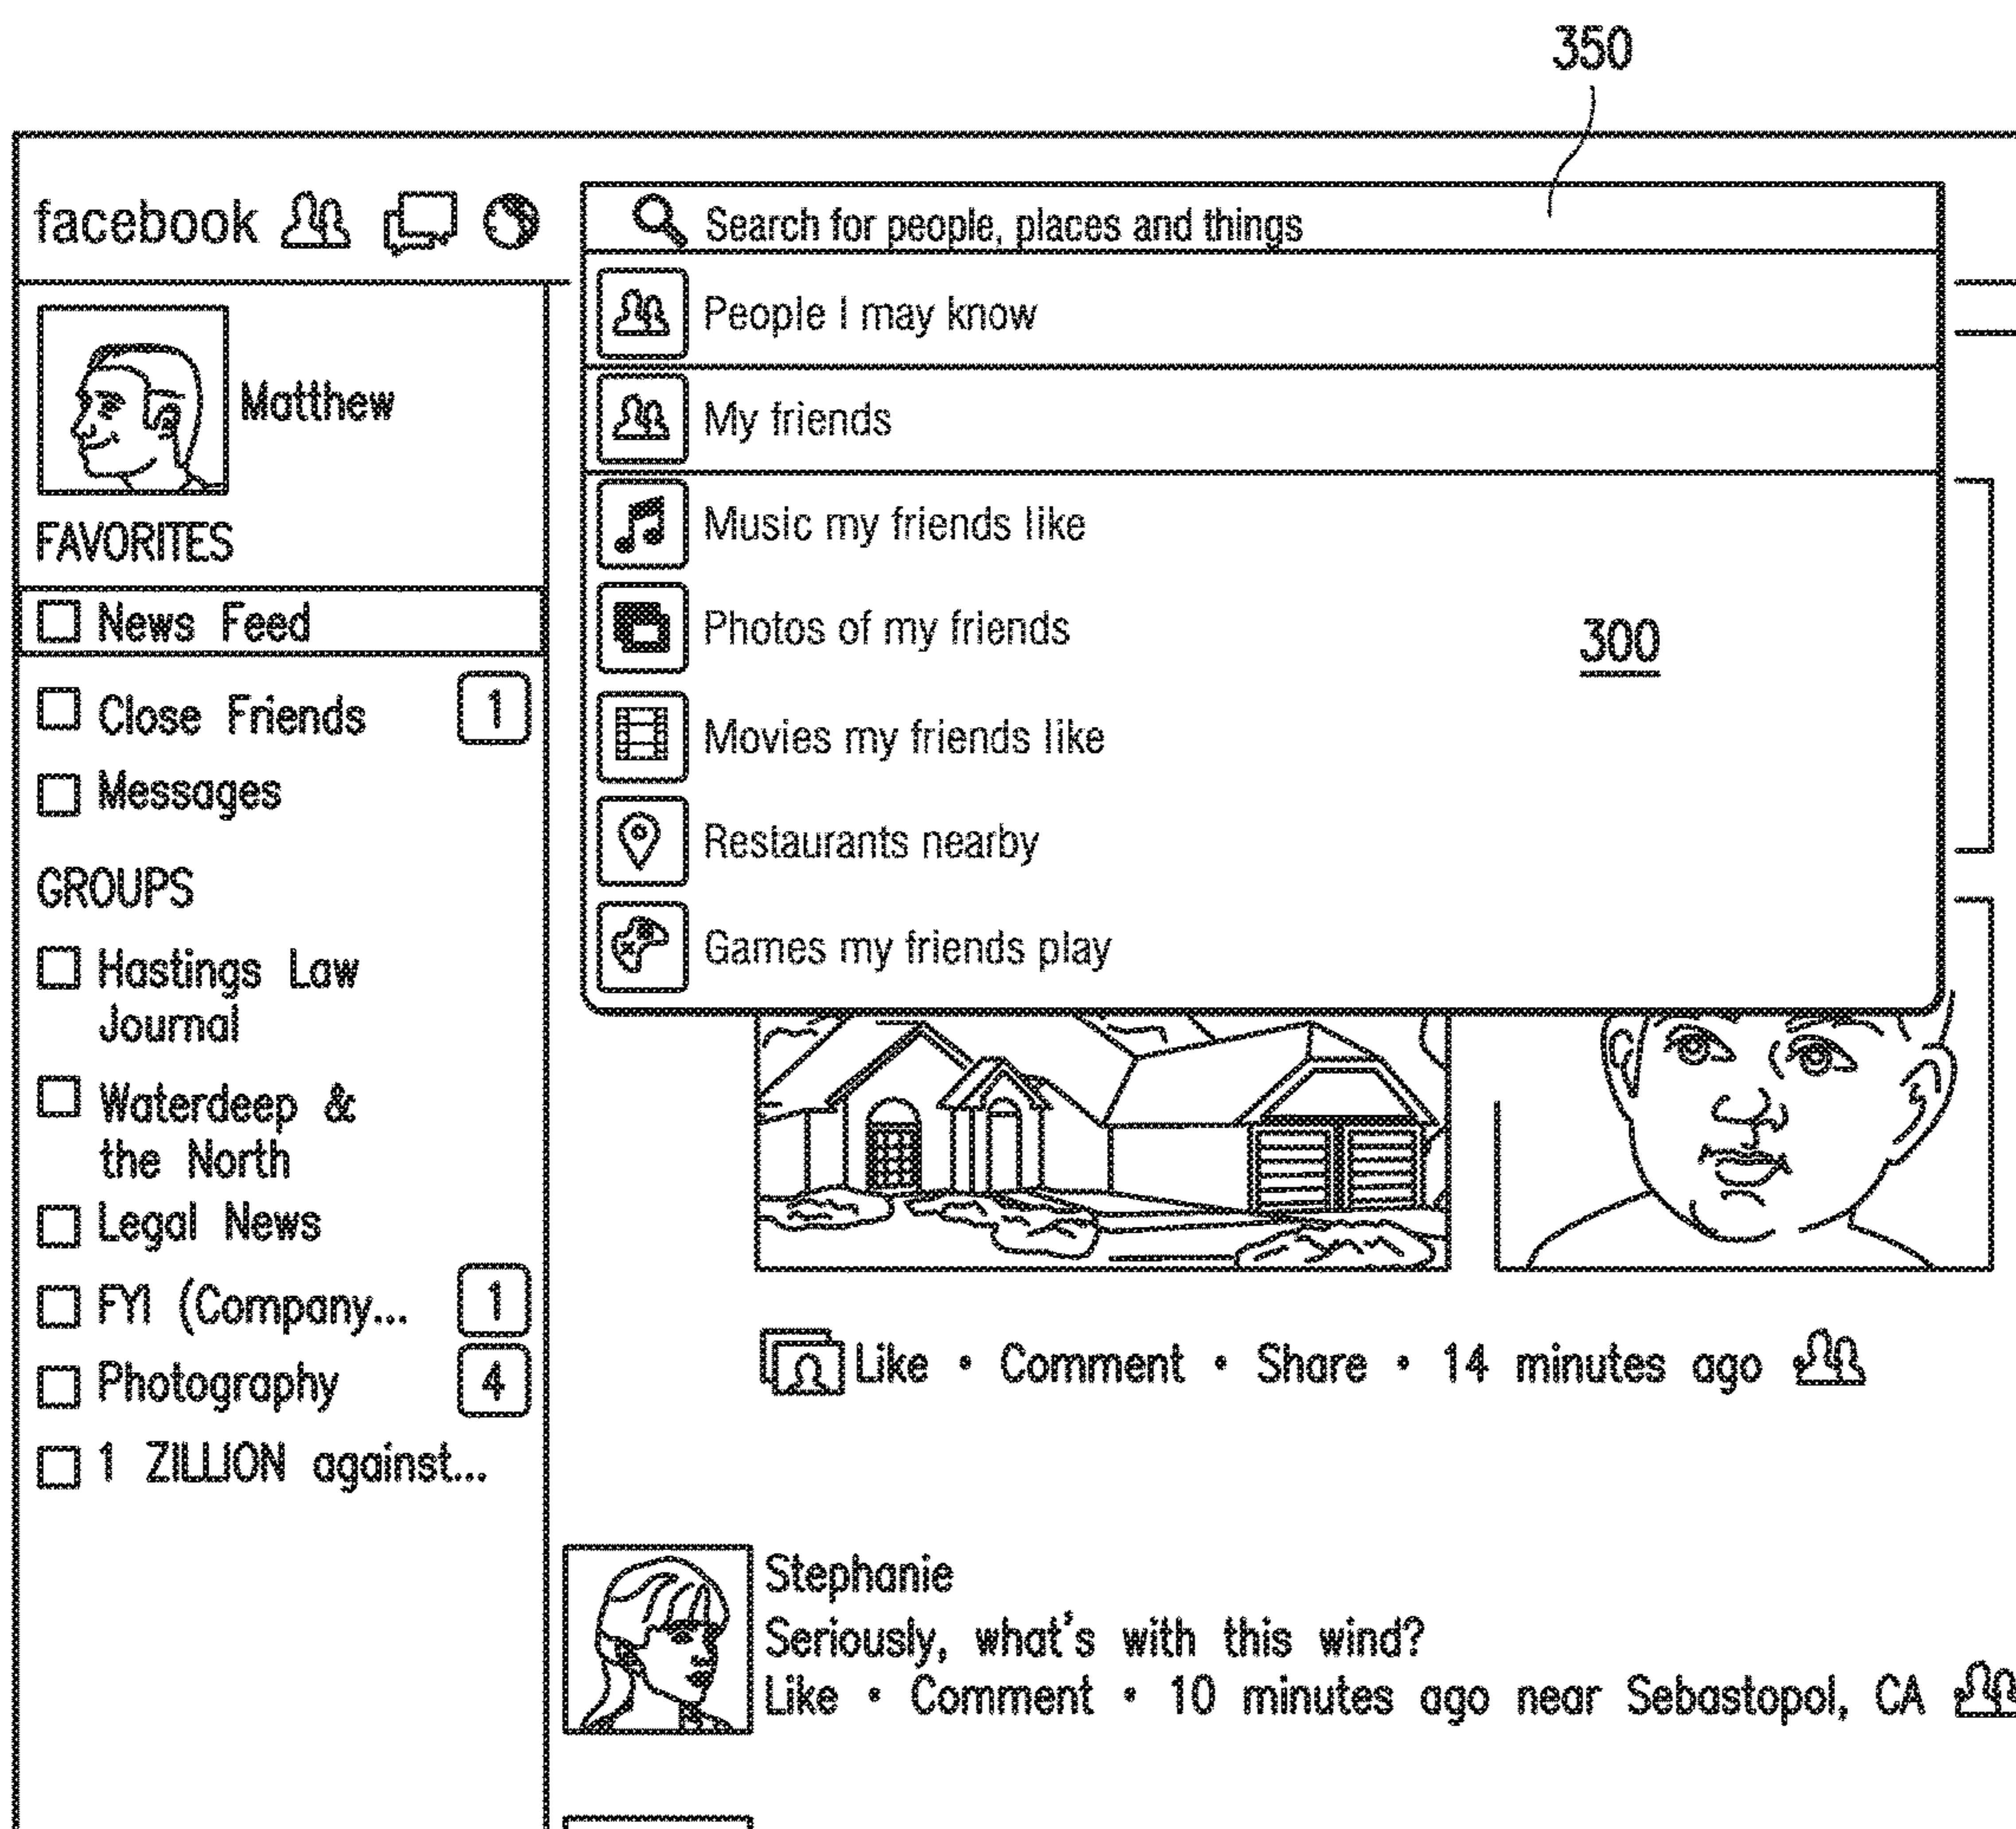 350
facebook
Search for people, places and things
People I may know
My friends
Music my friends like
Photos of my friends
300
Movies my friends like
Restaurants nearby
Games my friends play
Matthew
FAVORITES
News Feed
Close Friends 1
Messages
GROUPS
Hastings Law
Journal
Waterdeep &
the North
Legal News
FYI (Company... 1
Photography 4
1 ZILLION against...
Like • Comment • Share • 14 minutes ago
Stephanie
Seriously, what's with this wind?
Like • Comment • 10 minutes ago near Sebastopol, CA